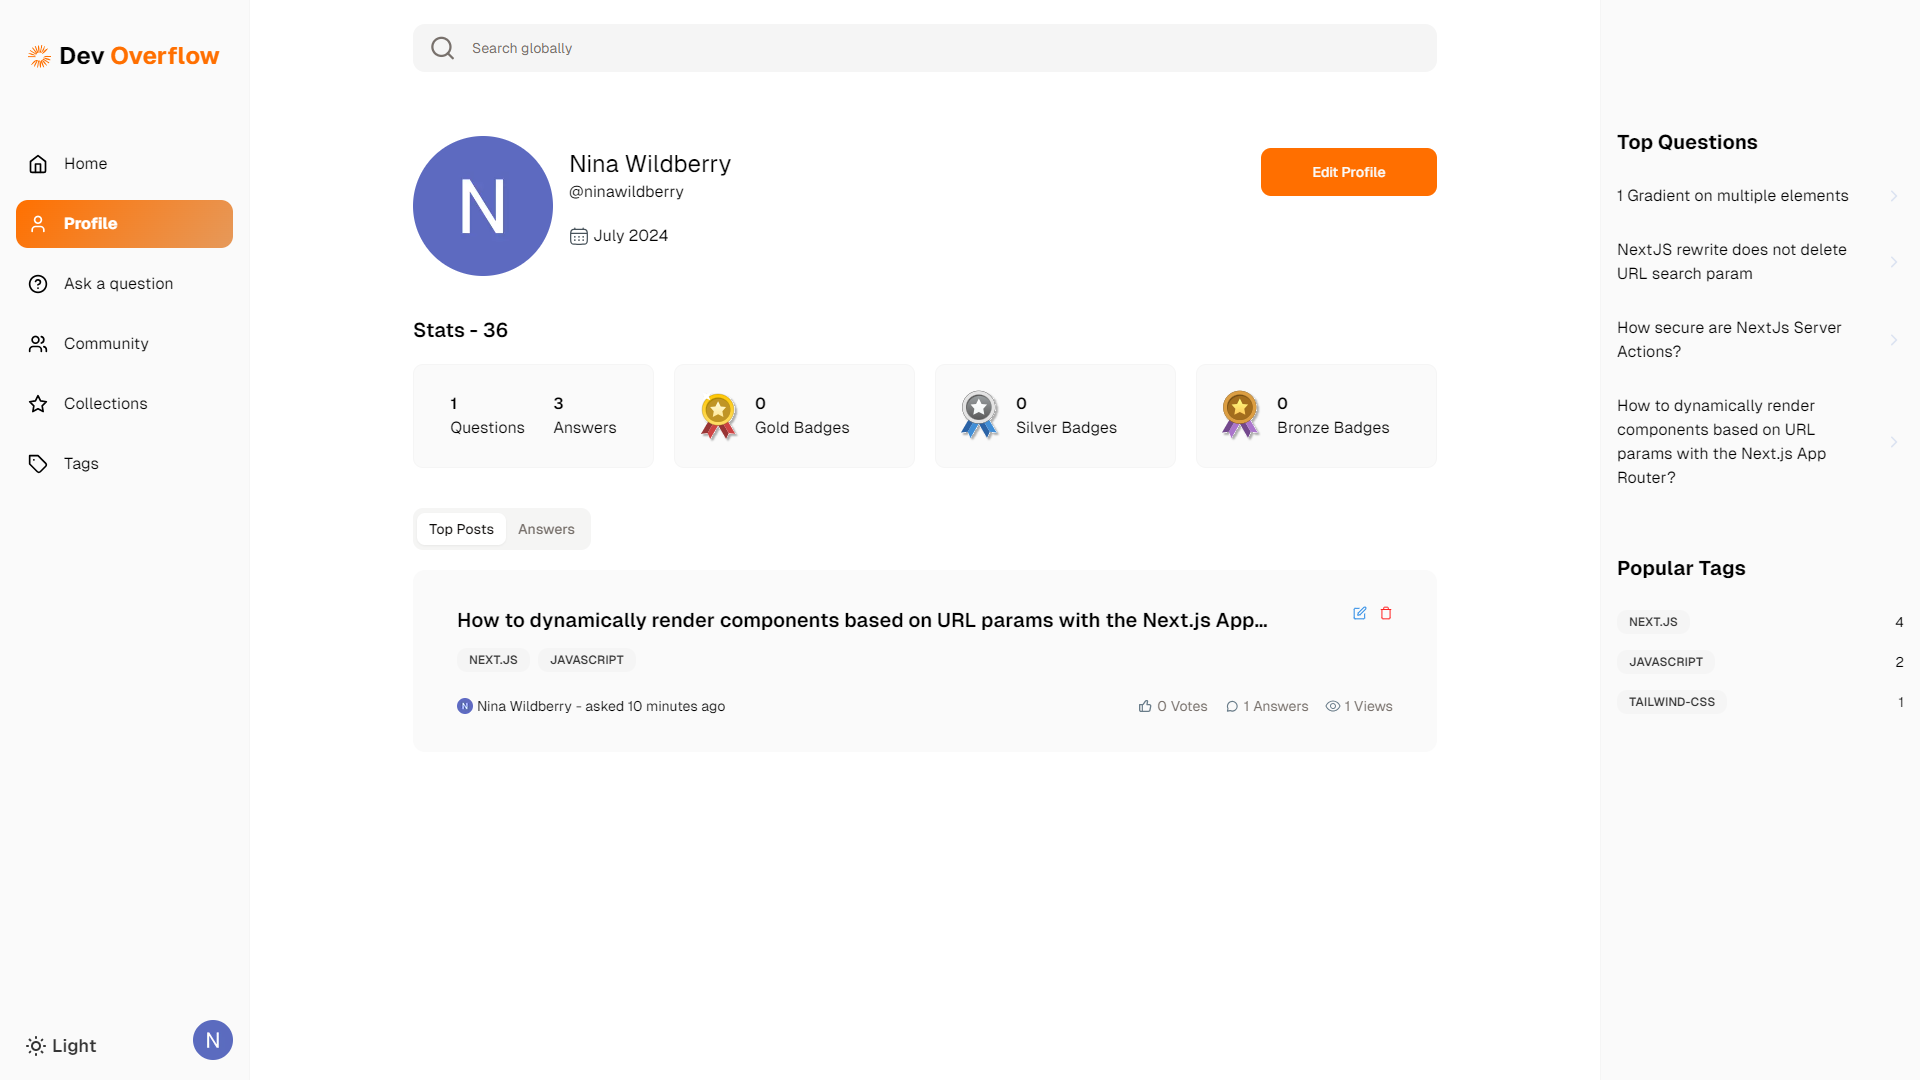 Dev Overflow
Home
Profile
Ask a question
Community
Collections
Tags
Light
N
Search globally
N
Nina Wildberry
@ninawildberry
July 2024
Edit Profile
Stats - 36
1
Questions
3
Answers
0
Gold Badges
0
Silver Badges
0
Bronze Badges
Top Posts
Answers
How to dynamically render components based on URL params with the Next.js App...
NEXT.JS
JAVASCRIPT
N Nina Wildberry - asked 10 minutes ago
0 Votes
1 Answers
1 Views
Top Questions
1 Gradient on multiple elements
NextJS rewrite does not delete
URL search param
How secure are NextJs Server
Actions?
How to dynamically render
components based on URL
params with the Next.js App
Router?
Popular Tags
NEXT.JS 4
JAVASCRIPT 2
TAILWIND-CSS 1